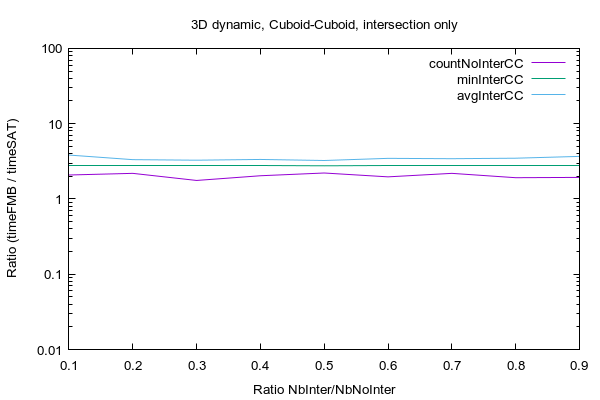 3D dynamic, Cuboid-Cuboid, intersection only
100
10
1
0.1
0.01
Ratio (timeFMB / timeSAT)
countNoInterCC
minInterCC
avgInterCC
0.1 0.2 0.3 0.4 0.5 0.6 0.7 0.8 0.9
Ratio NbInter/NbNoInter